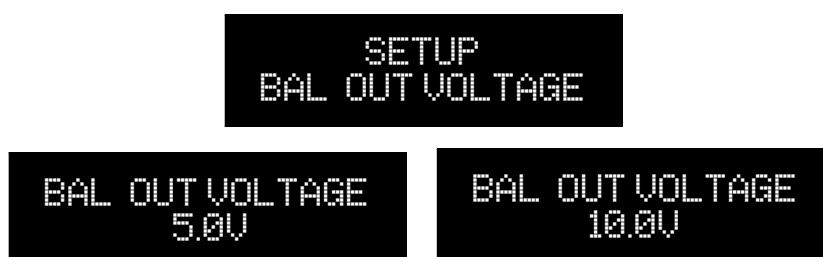 SETUP
BAL OUT VOLTAGE
BAL OUT VOLTAGE
5.0V
BAL OUT VOLTAGE
10.0V